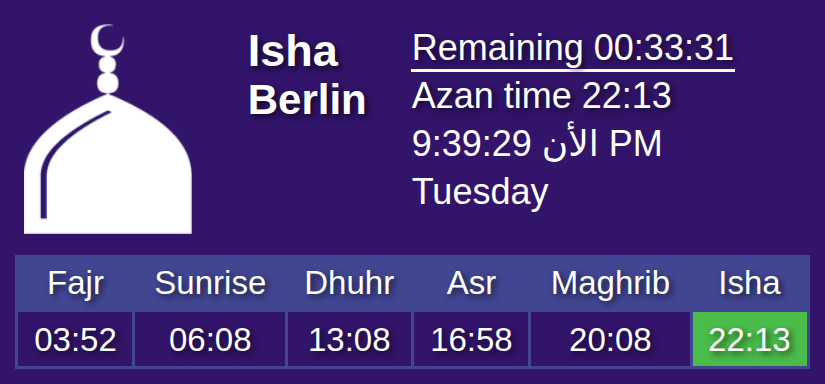 Isha
Berlin
Remaining 00:33:31
Azan time 22:13
9:39:29 الأن PM
Tuesday
Fajr Sunrise Dhuhr Asr Maghrib Isha
03:52 06:08 13:08 16:58 20:08 22:13